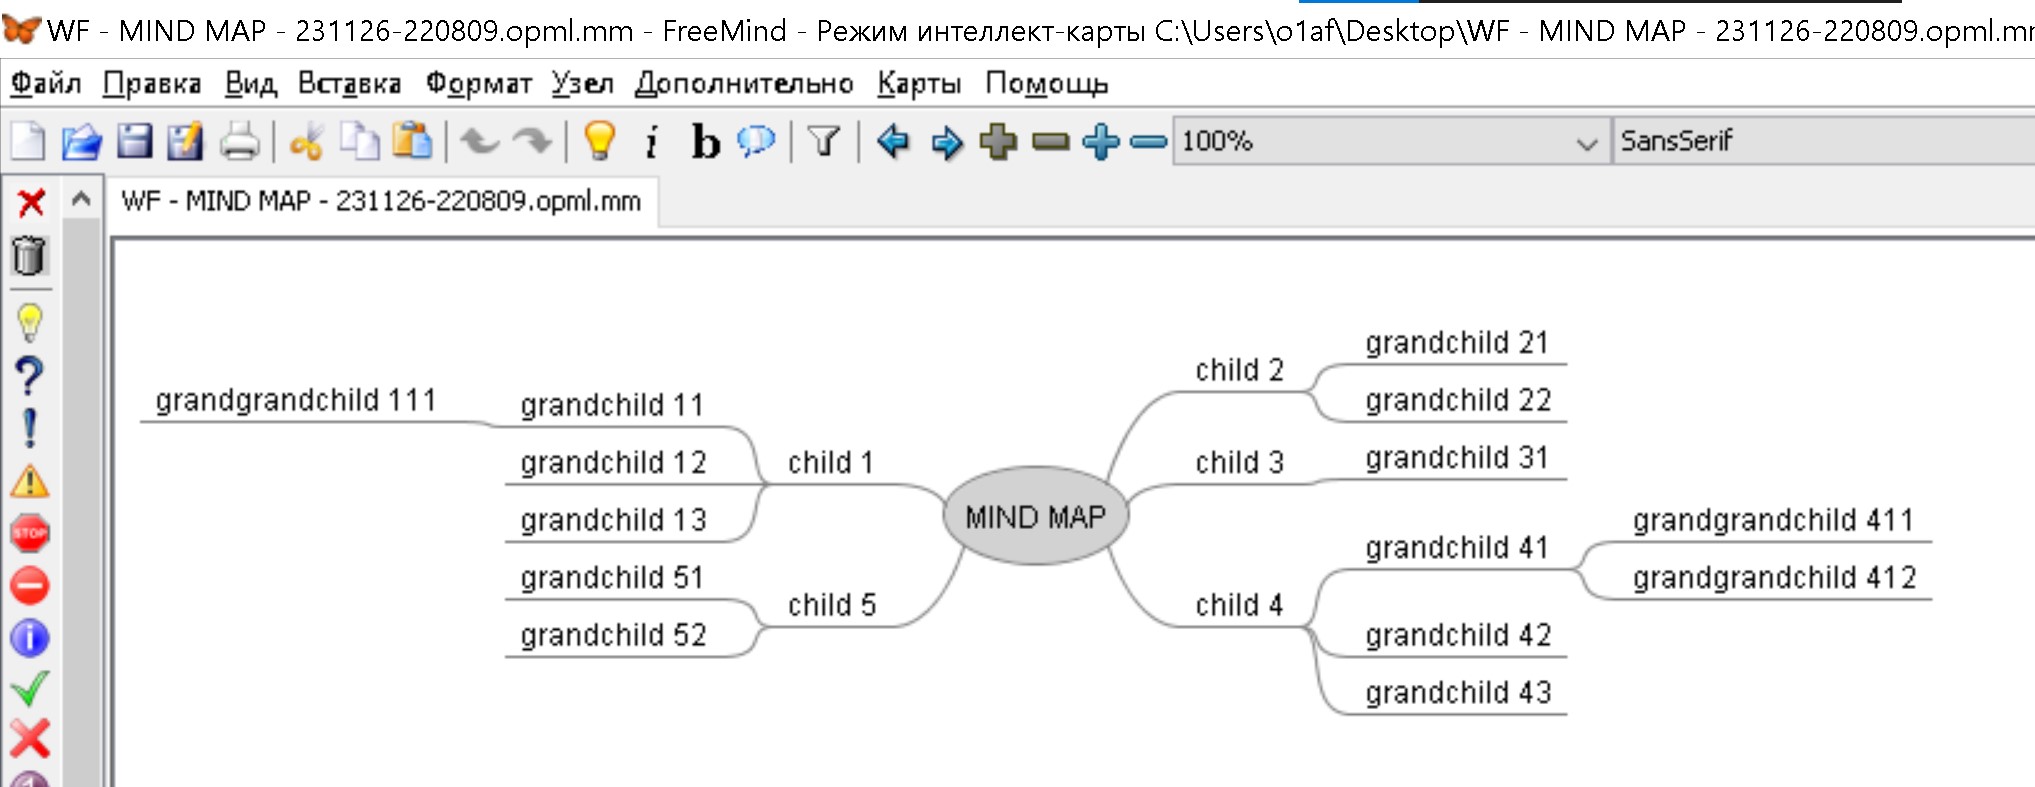 WF - MIND MAP - 231126-220809.opml.mm - FreeMind - Режим интеллект-карты C:\Users\o1af\Desktop\WF - MIND MAP - 231126-220809.opml.m
Файл Правка Вид Вставка Формат Узел Дополнительно Карты Помощь
i b 100% SansSerif
WF - MIND MAP - 231126-220809.opml.mm
STOP
MIND MAP
child 1
grandchild 11
grandgrandchild 111
grandchild 12
grandchild 13
child 5
grandchild 51
grandchild 52
child 2
grandchild 21
grandchild 22
child 3
grandchild 31
child 4
grandchild 41
grandgrandchild 411
grandgrandchild 412
grandchild 42
grandchild 43